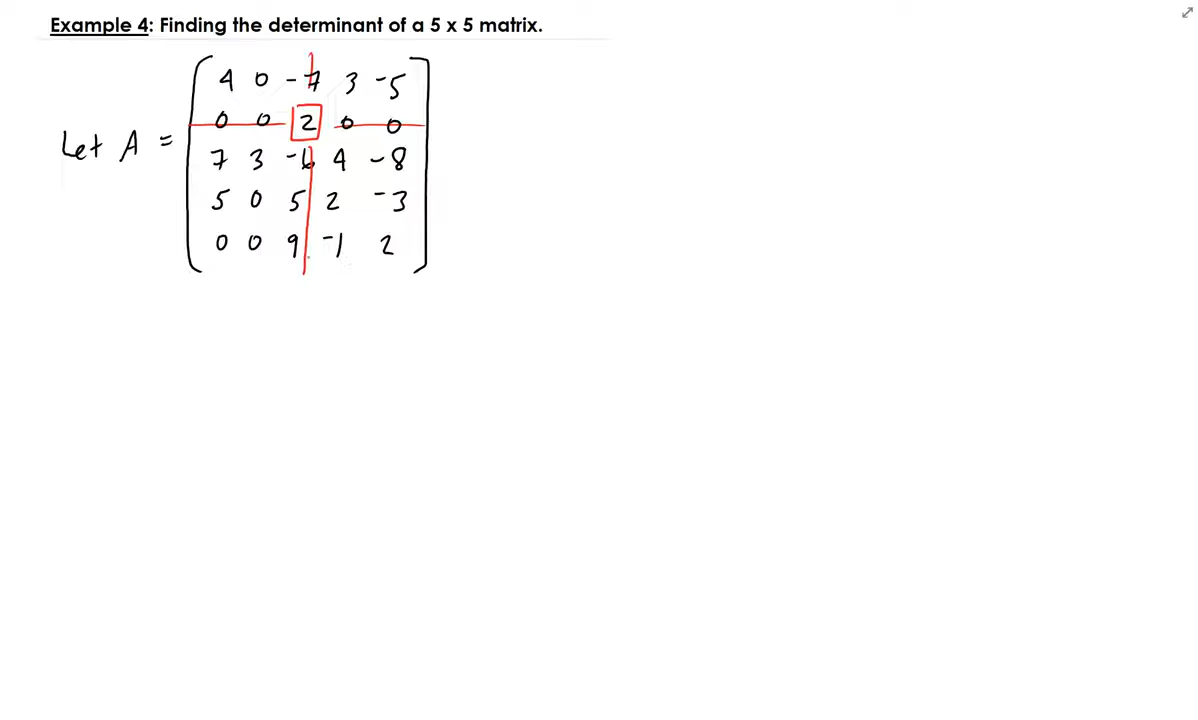 Example 4: Finding the determinant of a 5 x 5 matrix.
4 0 -7 3 -5
0 0 2 0 0
Let A =
7 3 -6 4 -8
5 0 5 2 -3
0 0 9 -1 2